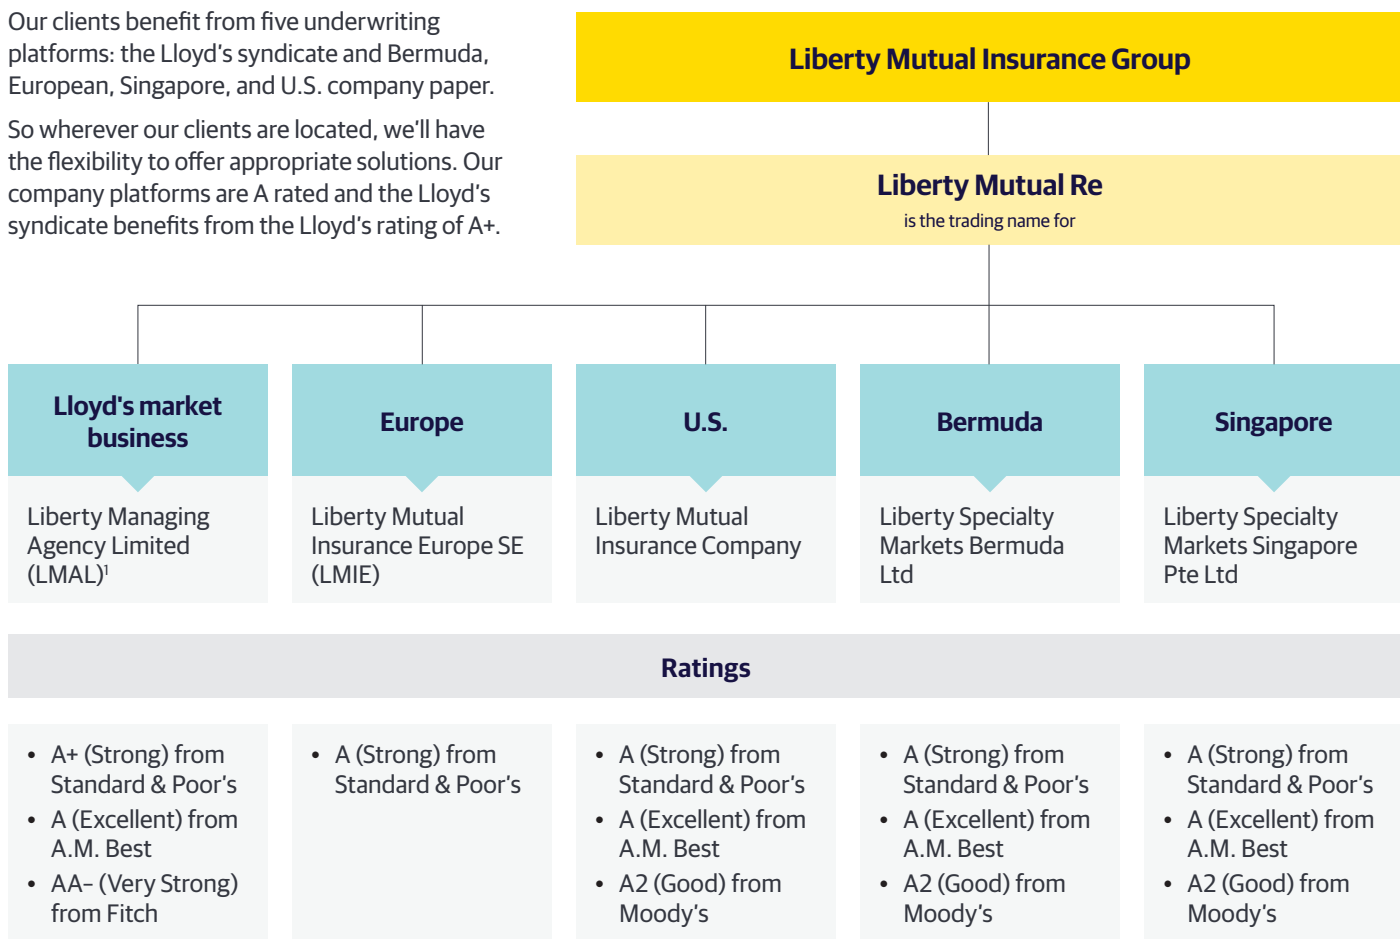 Our clients benefit from five underwriting
platforms: the Lloyd’s syndicate and Bermuda,
European, Singapore, and U.S. company paper.
So wherever our clients are located, we’ll have
the flexibility to offer appropriate solutions. Our
company platforms are A rated and the Lloyd’s
syndicate benefits from the Lloyd’s rating of A+.
Liberty Mutual Insurance Group
Liberty Mutual Re
is the trading name for
Lloyd's market
business
Liberty Managing
Agency Limited
(LMAL)¹
Europe
Liberty Mutual
Insurance Europe SE
(LMIE)
U.S.
Liberty Mutual
Insurance Company
Bermuda
Liberty Specialty
Markets Bermuda
Ltd
Singapore
Liberty Specialty
Markets Singapore
Pte Ltd
Ratings
• A+ (Strong) from
Standard & Poor’s
• A (Excellent) from
A.M. Best
• AA- (Very Strong)
from Fitch
• A (Strong) from
Standard & Poor’s
• A (Strong) from
Standard & Poor’s
• A (Excellent) from
A.M. Best
• A2 (Good) from
Moody’s
• A (Strong) from
Standard & Poor’s
• A (Excellent) from
A.M. Best
• A2 (Good) from
Moody’s
• A (Strong) from
Standard & Poor’s
• A (Excellent) from
A.M. Best
• A2 (Good) from
Moody’s